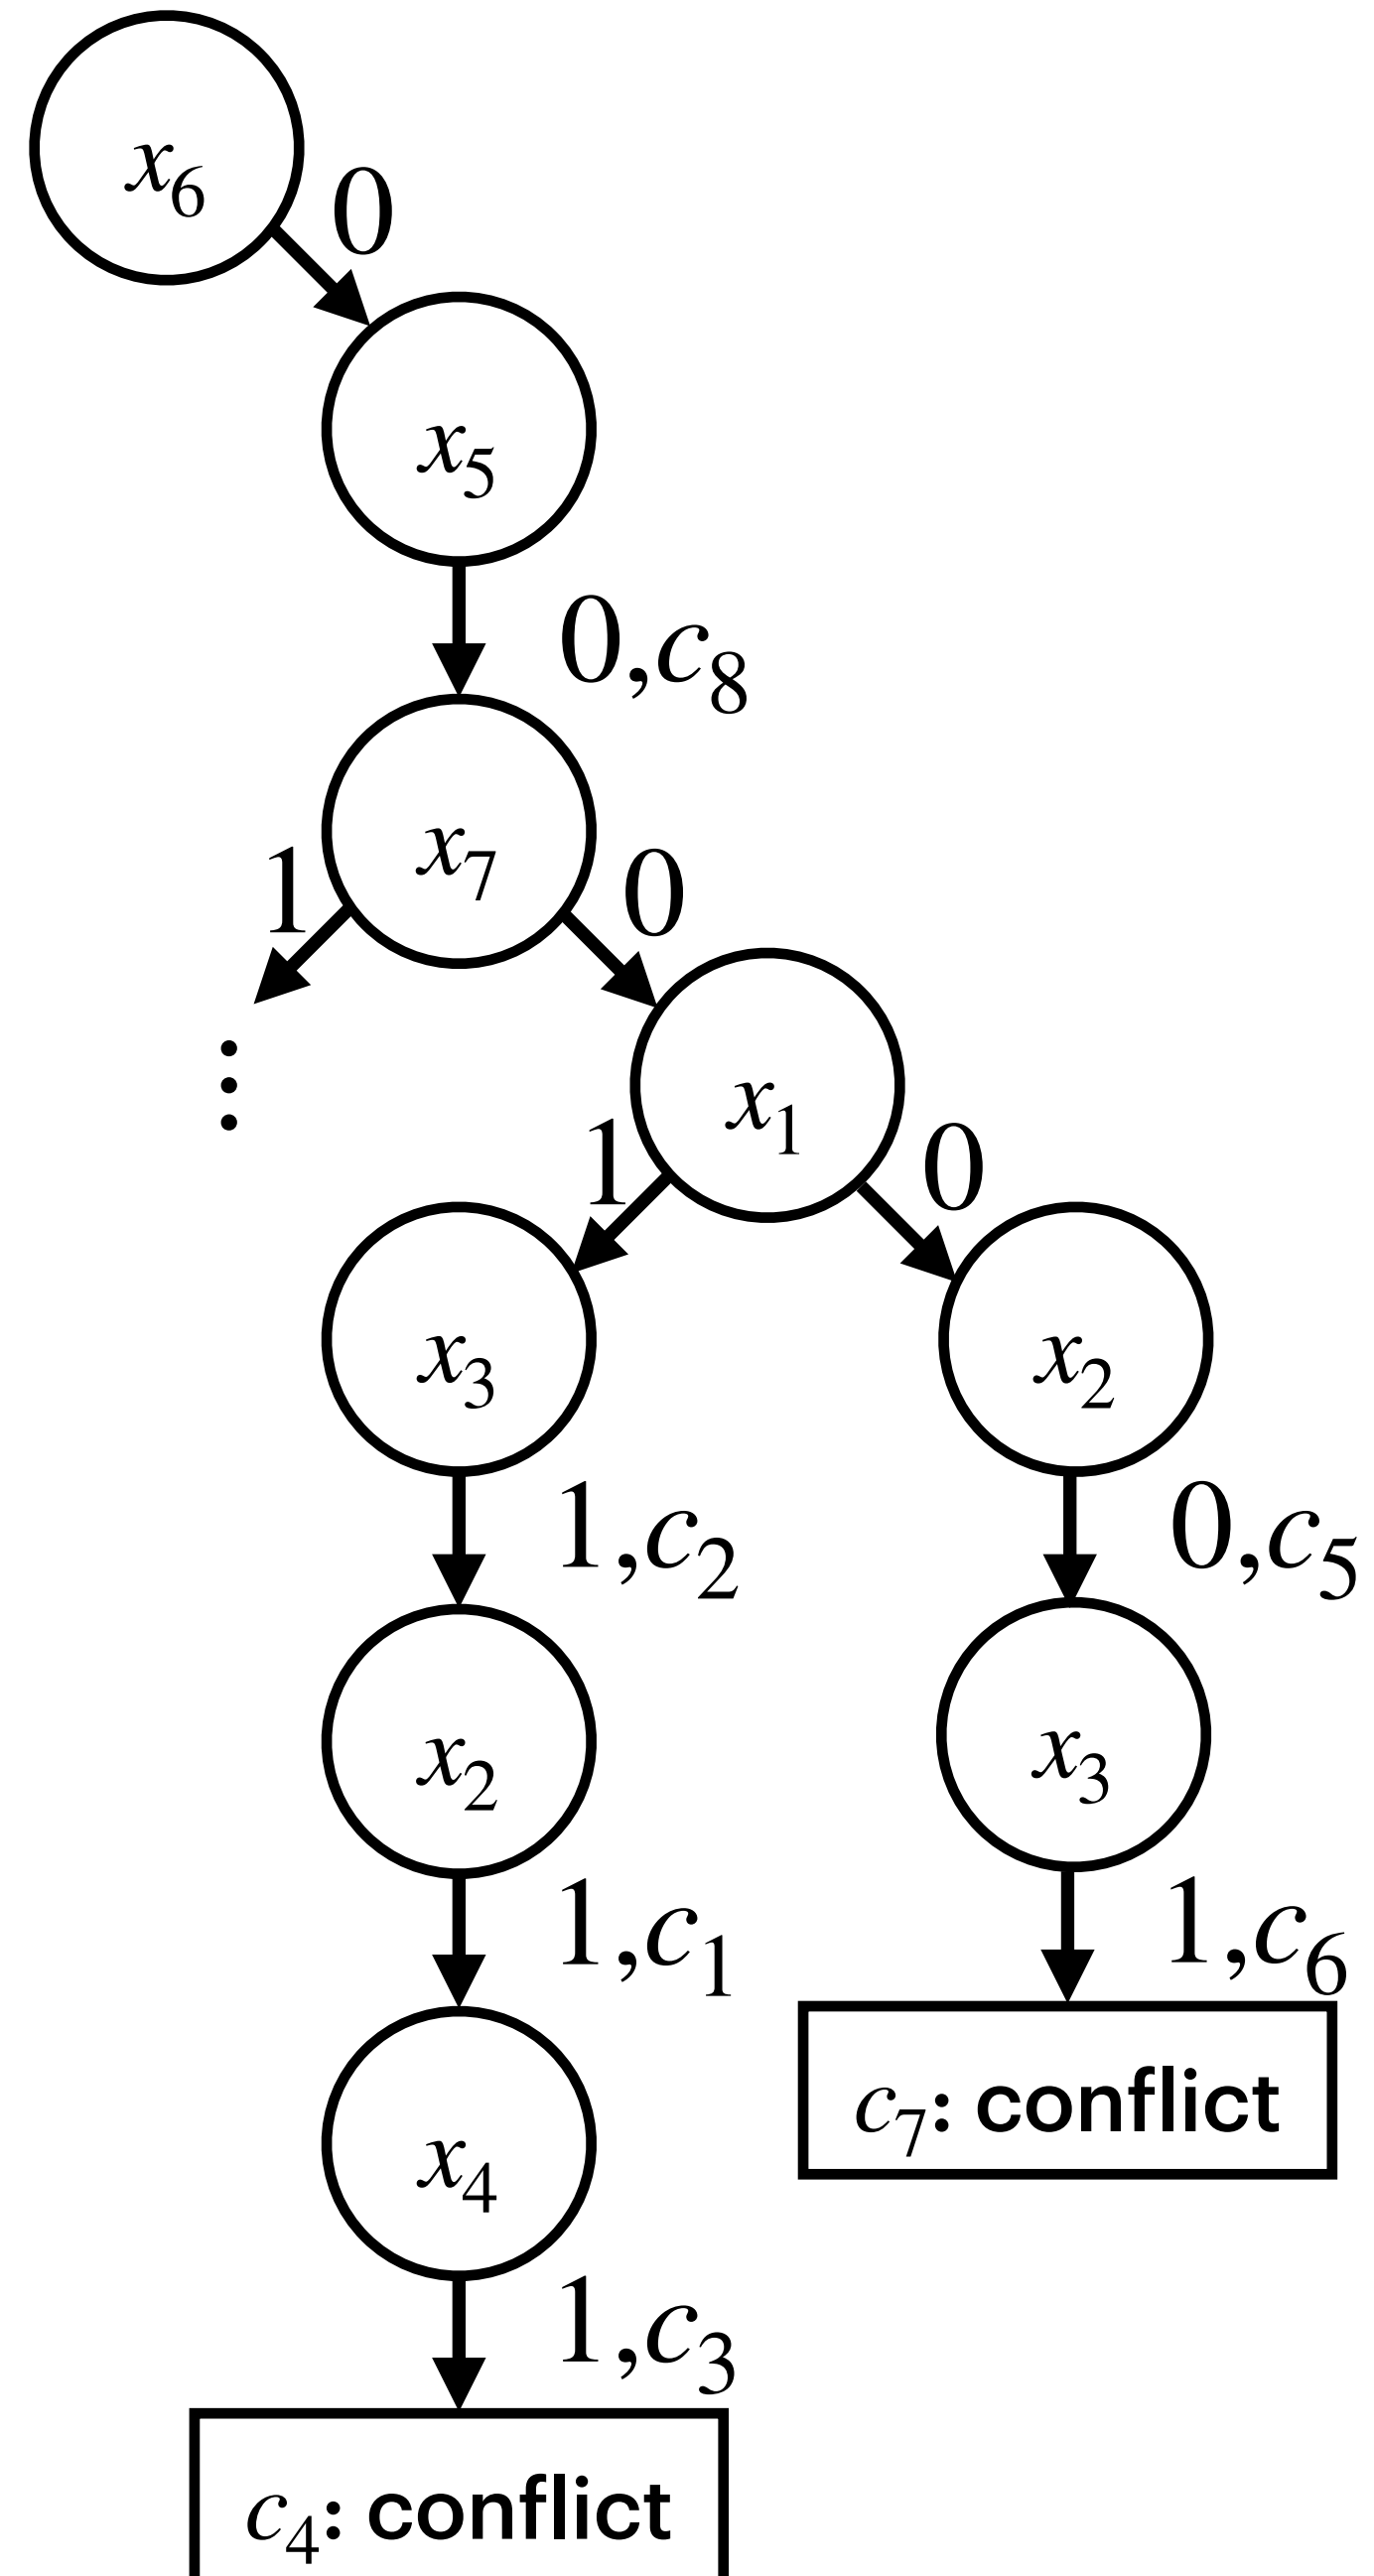 x₆
0
x₅
0,c₈
x₇
1
0
x₁
1
0
x₃
x₂
1,c₂
0,c₅
x₂
x₃
1,c₁
1,c₆
x₄
c₇: conflict
1,c₃
c₄: conflict